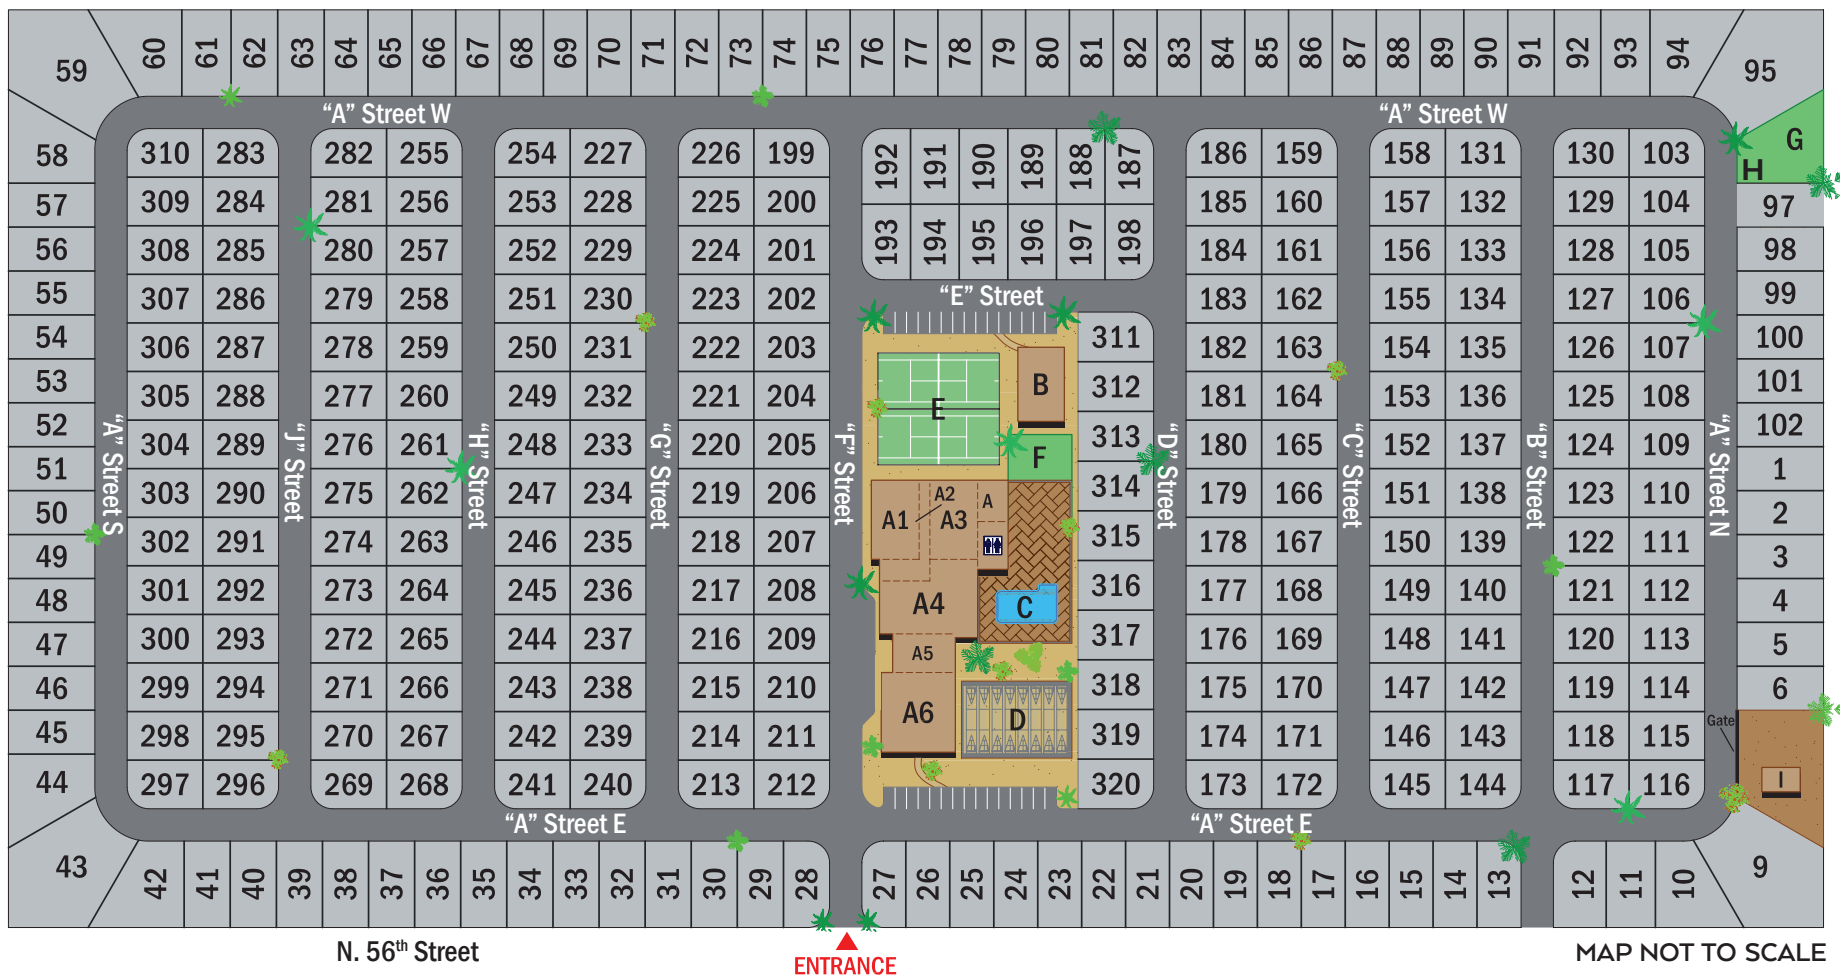 59 60 61 62 63 64 65 66 67 68 69 70 71 72 73 74 75 76 77 78 79 80 81 82 83 84 85 86 87 88 89 90 91 92 93 94 95
“A” Street W “A” Street W
58 310 283 282 255 254 227 226 199 192 191 190 189 188 187 186 159 158 131 130 103 H G
57 309 284 281 256 253 228 225 200 185 160 157 132 129 104 97
56 308 285 280 257 252 229 224 201 193 194 195 196 197 198 184 161 156 133 128 105 98
55 307 286 279 258 251 230 223 202 “E” Street 183 162 155 134 127 106 99
54 306 287 278 259 250 231 222 203 311 182 163 154 135 126 107 100
53 305 288 277 260 249 232 221 204 E B 312 181 164 153 136 125 108 101
52 304 289 276 261 248 233 220 205 F 313 180 165 152 137 124 109 102
“A” Street S “J” Street “H” Street “G” Street “F” Street “D” Street “C” Street “B” Street “A” Street N
51 303 290 275 262 247 234 219 206 A1 A2 A3 A 314 179 166 151 138 123 110 1
50 302 291 274 263 246 235 218 207 315 178 167 150 139 122 111 2
49 301 292 273 264 245 236 217 208 A4 C 316 177 168 149 140 121 112 3
48 300 293 272 265 244 237 216 209 A5 317 176 169 148 141 120 113 4
47 299 294 271 266 243 238 215 210 318 175 170 147 142 119 114 5
46 298 295 270 267 242 239 214 211 A6 D 319 174 171 146 143 118 115 6
45 Gate
44 297 296 269 268 241 240 213 212 320 173 172 145 144 117 116 I
“A” Street E “A” Street E
43 42 41 40 39 38 37 36 35 34 33 32 31 30 29 28 27 26 25 24 23 22 21 20 19 18 17 16 15 14 13 12 11 10 9
N. 56th Street
ENTRANCE
MAP NOT TO SCALE